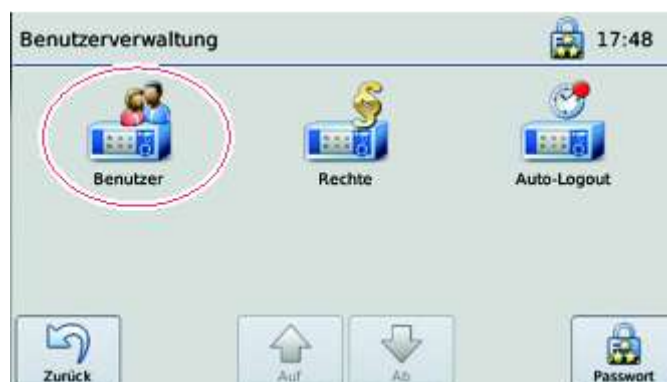 Benutzerverwaltung 17:48
Benutzer Rechte Auto-Logout
Zurück Auf Ab Passwort